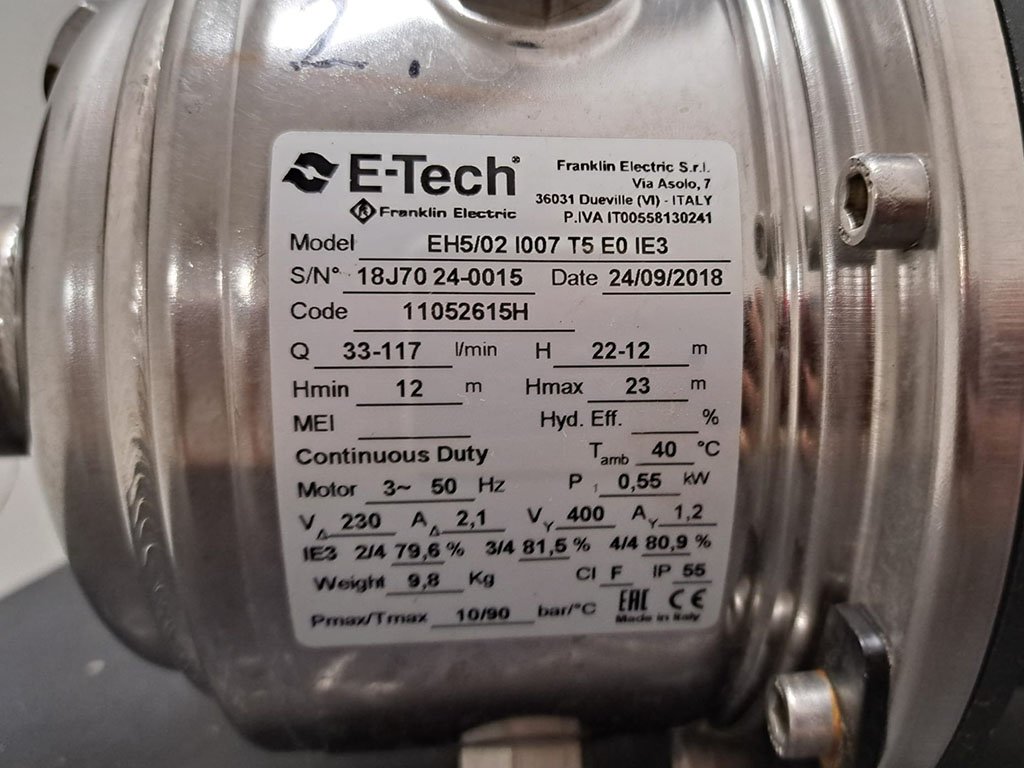 2.
E-Tech®
Franklin Electric
Franklin Electric S.r.l.
Via Asolo, 7
36031 Dueville (VI) - ITALY
P.IVA IT00558130241
Model EH5/02 I007 T5 E0 IE3
S/N° 18J70 24-0015 Date 24/09/2018
Code 11052615H
Q 33-117 l/min H 22-12 m
Hmin 12 m Hmax 23 m
MEI Hyd. Eff. %
Continuous Duty Tamb 40 °C
Motor 3~ 50 Hz P1 0,55 kW
VΔ 230 AΔ 2,1 VY 400 AY 1,2
IE3 2/4 79,6 % 3/4 81,5 % 4/4 80,9 %
Weight 9,8 Kg Cl F IP 55
Pmax/Tmax 10/90 bar/°C EAC CE
Made in Italy